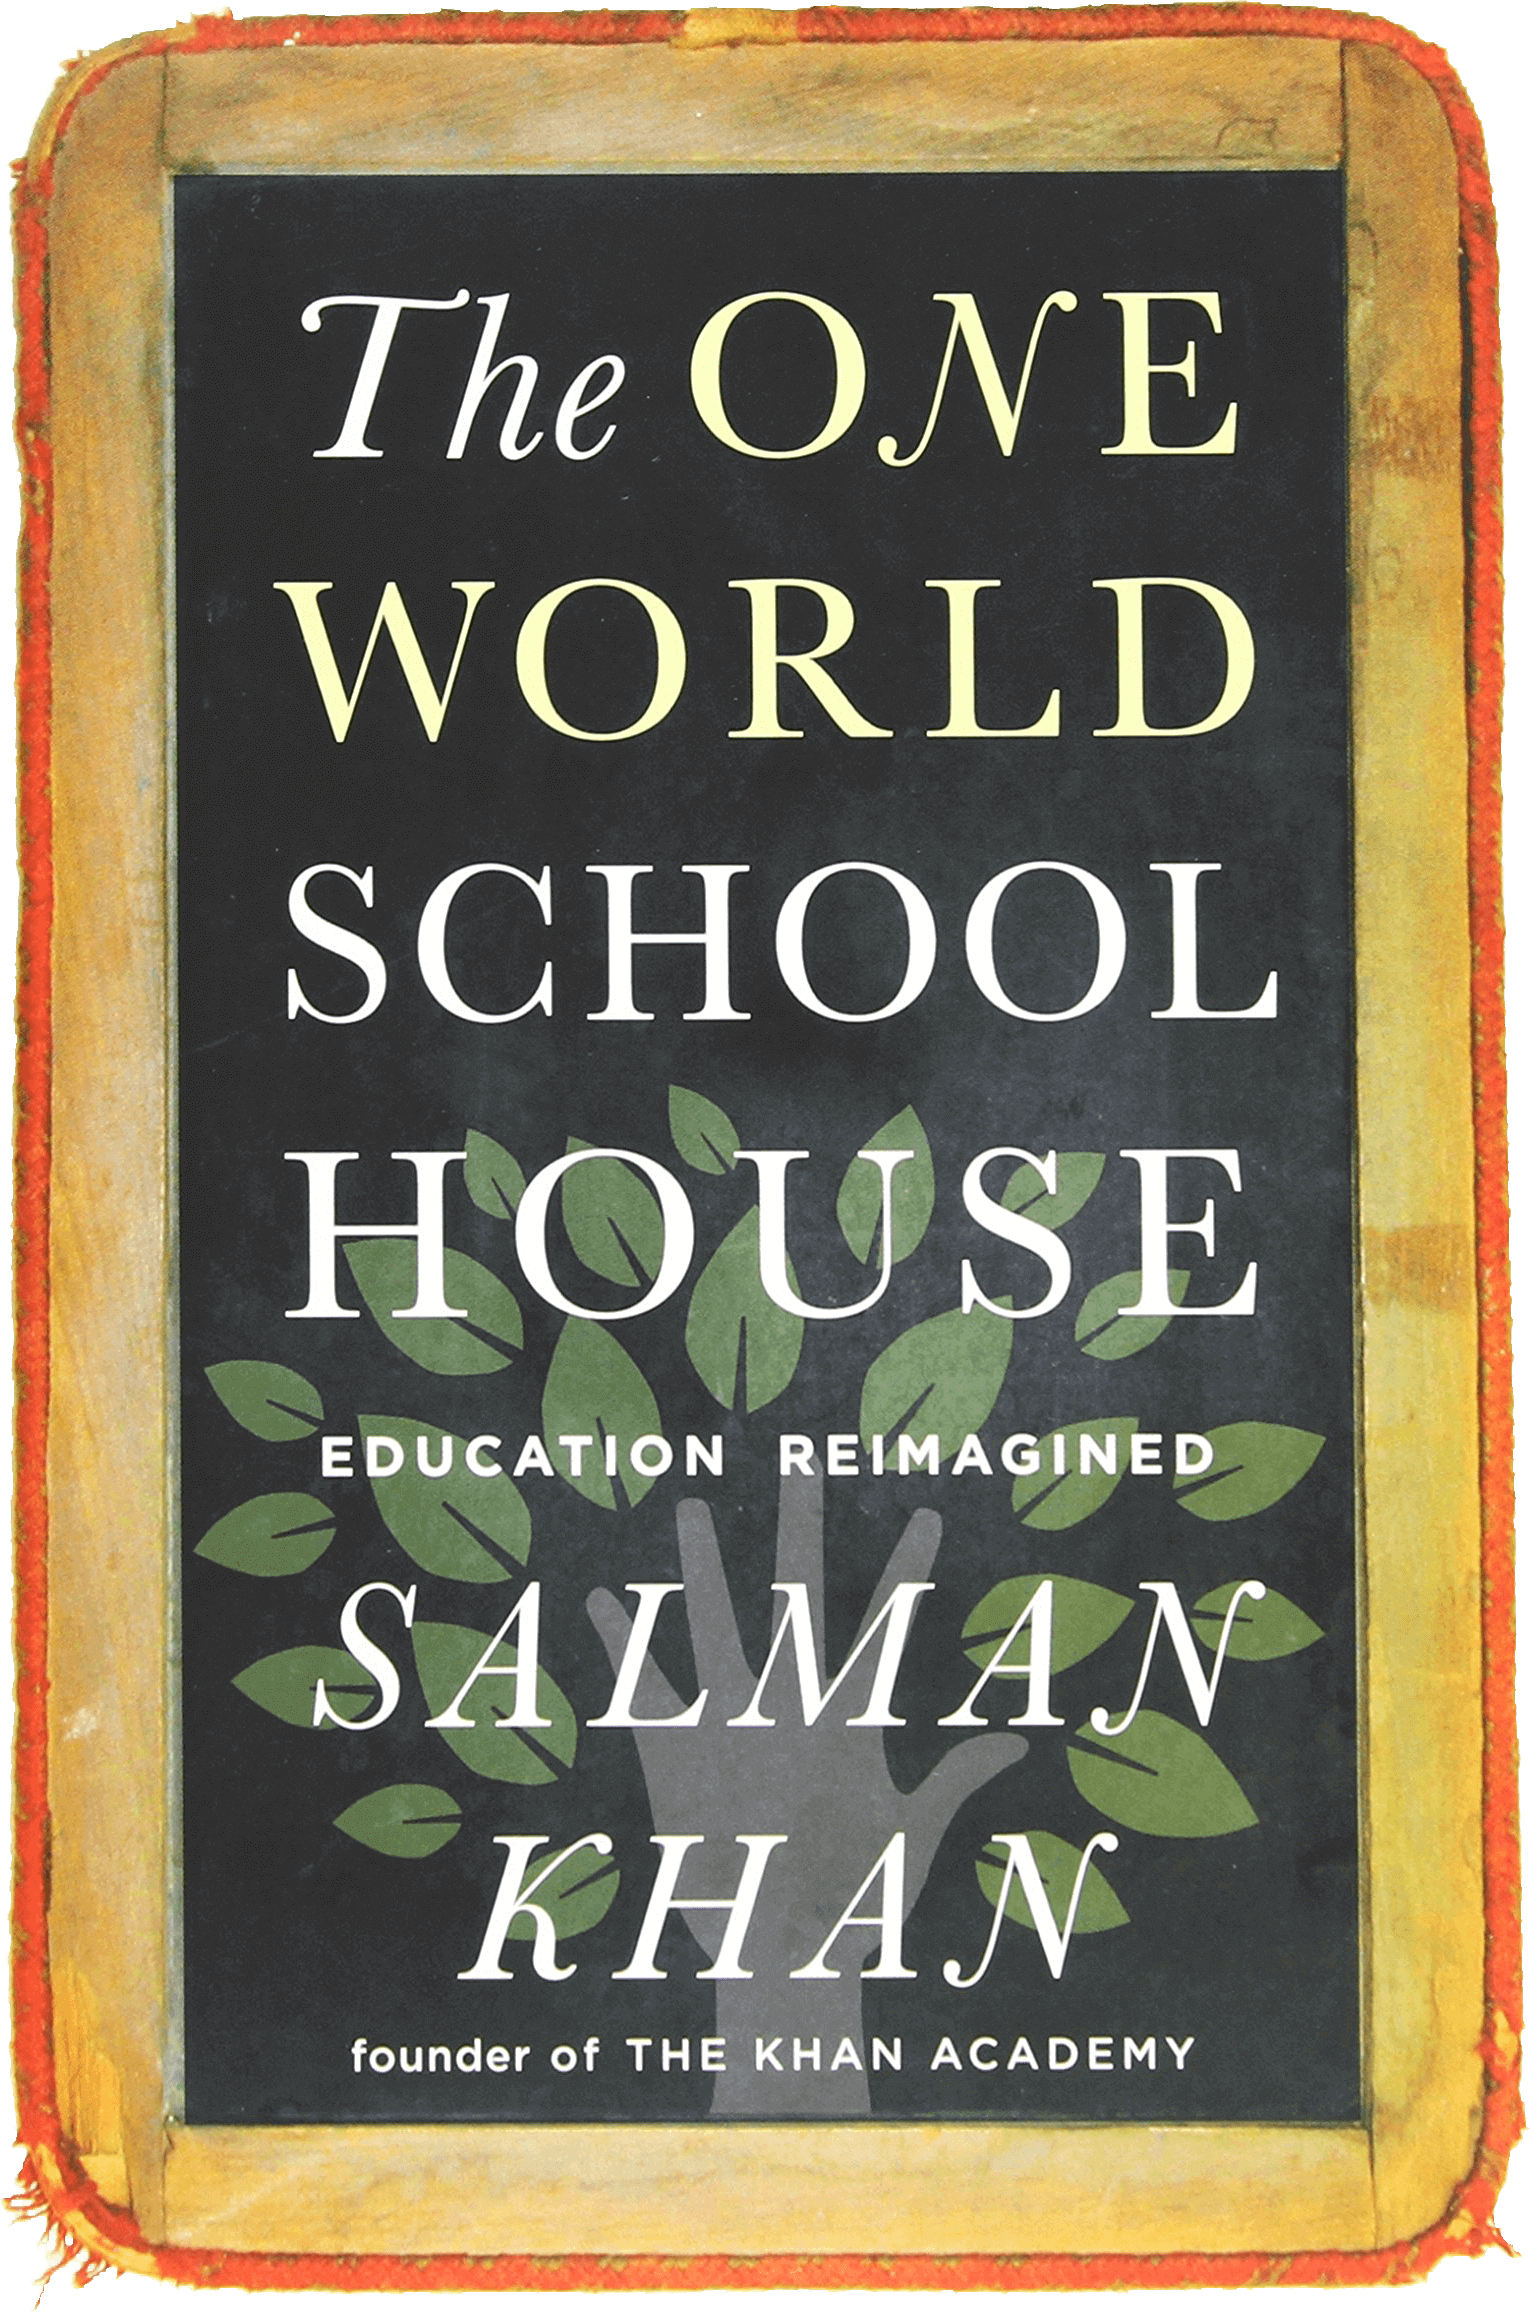 The ONE
WORLD
SCHOOL
HOUSE
EDUCATION REIMAGINED
SALMAN
KHAN
founder of THE KHAN ACADEMY